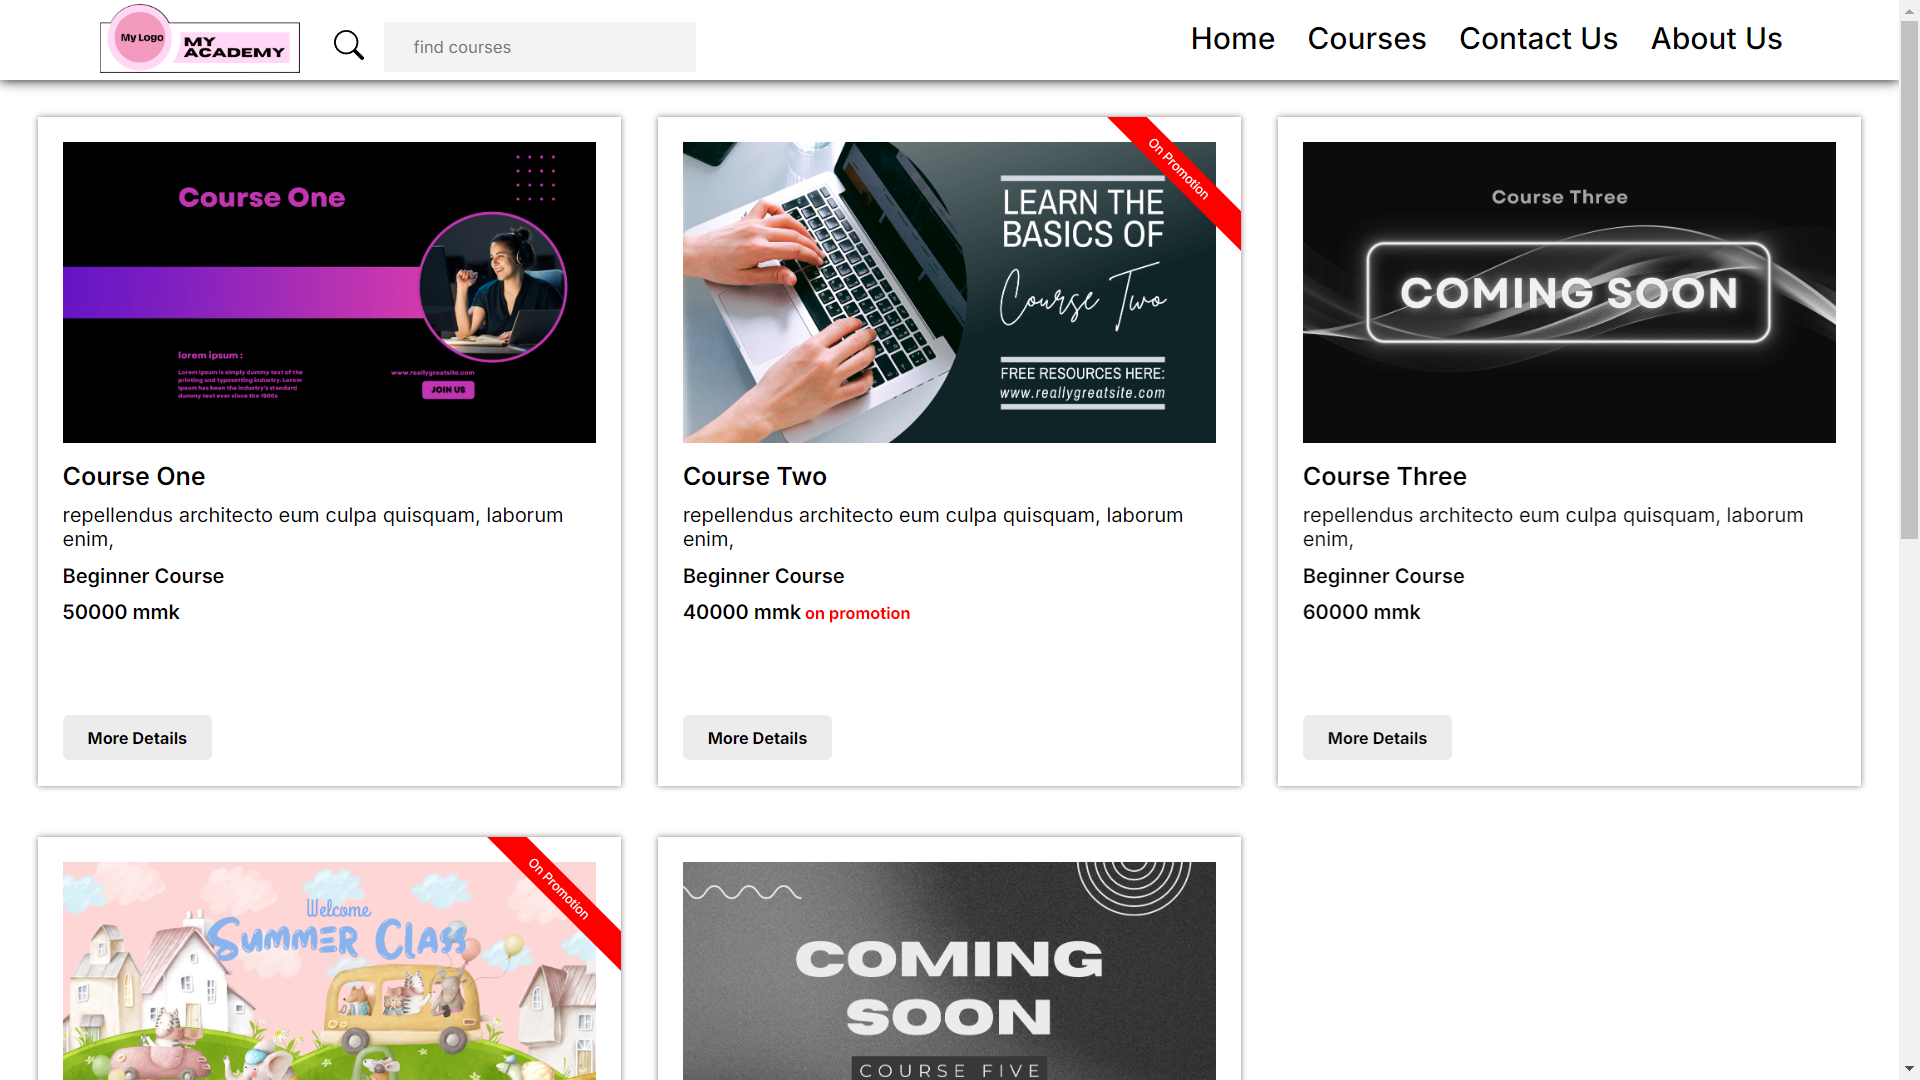 My Logo
MY
ACADEMY
find courses
Home
Courses
Contact Us
About Us
Course One
lorem ipsum :
Lorem Ipsum is simply dummy text of the
printing and typesetting industry. Lorem
Ipsum has been the industry's standard
dummy text ever since the 1500s
www.reallygreatsite.com
JOIN US
Course One
repellendus architecto eum culpa quisquam, laborum
enim,
Beginner Course
50000 mmk
More Details
On Promotion
LEARN THE
BASICS OF
Course Two
FREE RESOURCES HERE:
www.reallygreatsite.com
Course Two
repellendus architecto eum culpa quisquam, laborum
enim,
Beginner Course
40000 mmk on promotion
More Details
Course Three
COMING SOON
Course Three
repellendus architecto eum culpa quisquam, laborum
enim,
Beginner Course
60000 mmk
More Details
On Promotion
Welcome
SUMMER CLASS
COMING
SOON
COURSE FIVE